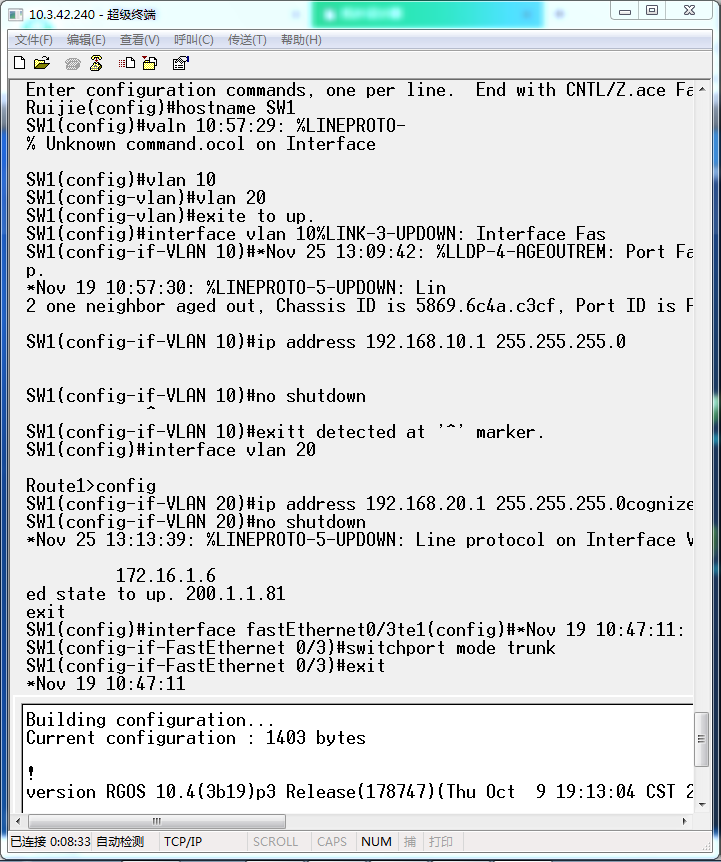 10.3.42.240 - 超级终端
文件(F) 编辑(E) 查看(V) 呼叫(C) 传送(T) 帮助(H)
Enter configuration commands, one per line.  End with CNTL/Z.ace Fa
Ruijie(config)#hostname SW1
SW1(config)#valn 10:57:29: %LINEPROTO-
% Unknown command.ocol on Interface
SW1(config)#vlan 10
SW1(config-vlan)#vlan 20
SW1(config-vlan)#exite to up.
SW1(config)#interface vlan 10%LINK-3-UPDOWN: Interface Fas
SW1(config-if-VLAN 10)#*Nov 25 13:09:42: %LLDP-4-AGEOUTREM: Port Fa
p.
*Nov 19 10:57:30: %LINEPROTO-5-UPDOWN: Lin
2 one neighbor aged out, Chassis ID is 5869.6c4a.c3cf, Port ID is F
SW1(config-if-VLAN 10)#ip address 192.168.10.1 255.255.255.0
SW1(config-if-VLAN 10)#no shutdown
^
SW1(config-if-VLAN 10)#exitt detected at '^' marker.
SW1(config)#interface vlan 20
Route1>config
SW1(config-if-VLAN 20)#ip address 192.168.20.1 255.255.255.0cognize
SW1(config-if-VLAN 20)#no shutdown
*Nov 25 13:13:39: %LINEPROTO-5-UPDOWN: Line protocol on Interface V
172.16.1.6
ed state to up. 200.1.1.81
exit
SW1(config)#interface fastEthernet0/3te1(config)#*Nov 19 10:47:11:
SW1(config-if-FastEthernet 0/3)#switchport mode trunk
SW1(config-if-FastEthernet 0/3)#exit
*Nov 19 10:47:11
Building configuration...
Current configuration : 1403 bytes
!
version RGOS 10.4(3b19)p3 Release(178747)(Thu Oct  9 19:13:04 CST 2
已连接 0:08:33 自动检测 TCP/IP SCROLL CAPS NUM 捕 打印